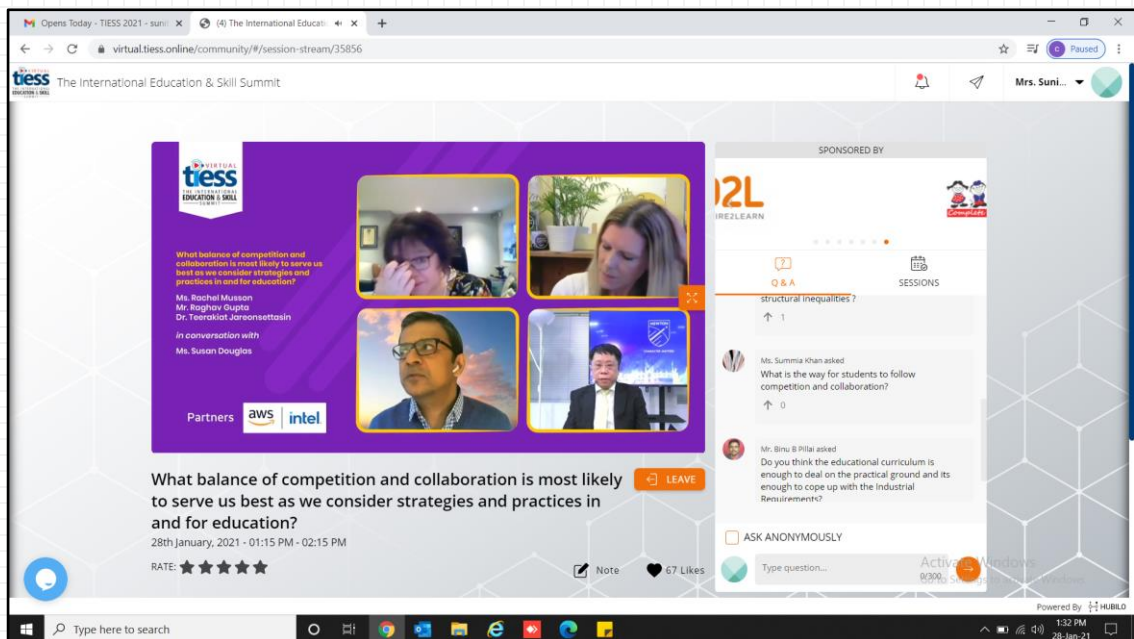 Opens Today - TIESS 2021 - sunit
(4) The International Educatio
virtual.tiess.online/community/#/session-stream/35856
Paused
tiess
The International Education & Skill Summit
Mrs. Suni...
VIRTUAL
tiess
THE INTERNATIONAL
EDUCATION & SKILL
SUMMIT
What balance of competition and
collaboration is most likely to serve us
best as we consider strategies and
practices in and for education?
Ms. Rachel Musson
Mr. Raghav Gupta
Dr. Teerakiat Jareonsettasin
in conversation with
Ms. Susan Douglas
Partners
aws
intel
SPONSORED BY
D2L
IRE2LEARN
Complete
Q & A
SESSIONS
structural inequalities ?
1
Ms. Summia Khan asked
What is the way for students to follow
competition and collaboration?
0
Mr. Binu B Pillai asked
Do you think the educational curriculum is
enough to deal on the practical ground and its
enough to cope up with the Industrial
Requirements?
What balance of competition and collaboration is most likely
to serve us best as we consider strategies and practices in
and for education?
LEAVE
28th January, 2021 - 01:15 PM - 02:15 PM
RATE:
Note
67 Likes
ASK ANONYMOUSLY
Type question...
0/300
Activate Windows
Powered By HUBILO
Type here to search
1:32 PM
28-Jan-21